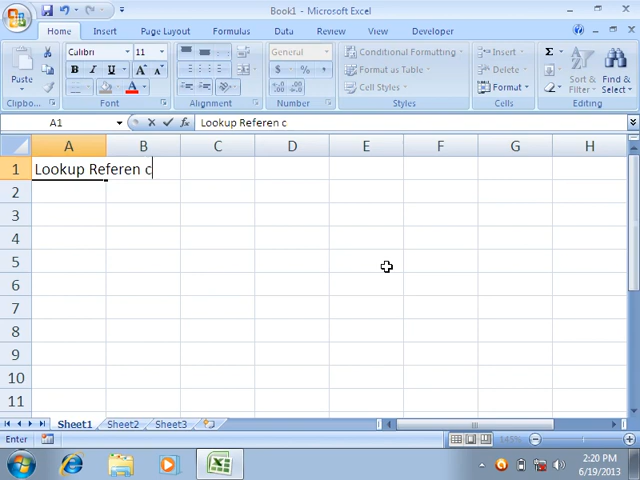 Book1 - Microsoft Excel
Home Insert Page Layout Formulas Data Review View Developer
Calibri 11 General Conditional Formatting Insert Σ
Paste B I U A A $ % , Format as Table Delete Sort & Filter Find & Select
Cell Styles Format
Clipboard Font Alignment Number Styles Cells Editing
A1 fx Lookup Referen c
A B C D E F G H
1 Lookup Referen c
2
3
4
5
6
7
8
9
10
11
Sheet1 Sheet2 Sheet3
Enter 145%
2:20 PM
6/19/2013